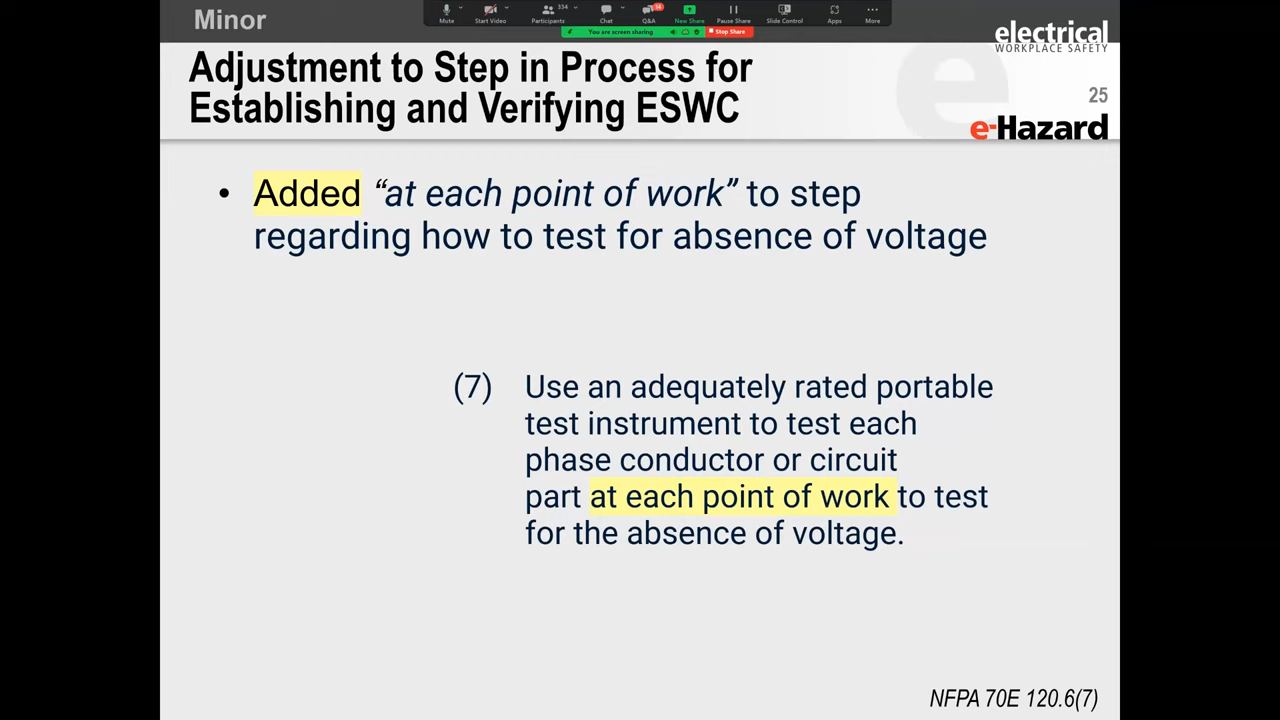 Minor
Mute
Start Video
334
Participants
Chat
Q&A
New Share
Pause Share
Slide Control
Apps
More
You are screen sharing
Stop Share
electrical
WORKPLACE SAFETY
Adjustment to Step in Process for
Establishing and Verifying ESWC
25
e-Hazard
• Added “at each point of work” to step
regarding how to test for absence of voltage
(7) Use an adequately rated portable
test instrument to test each
phase conductor or circuit
part at each point of work to test
for the absence of voltage.
NFPA 70E 120.6(7)